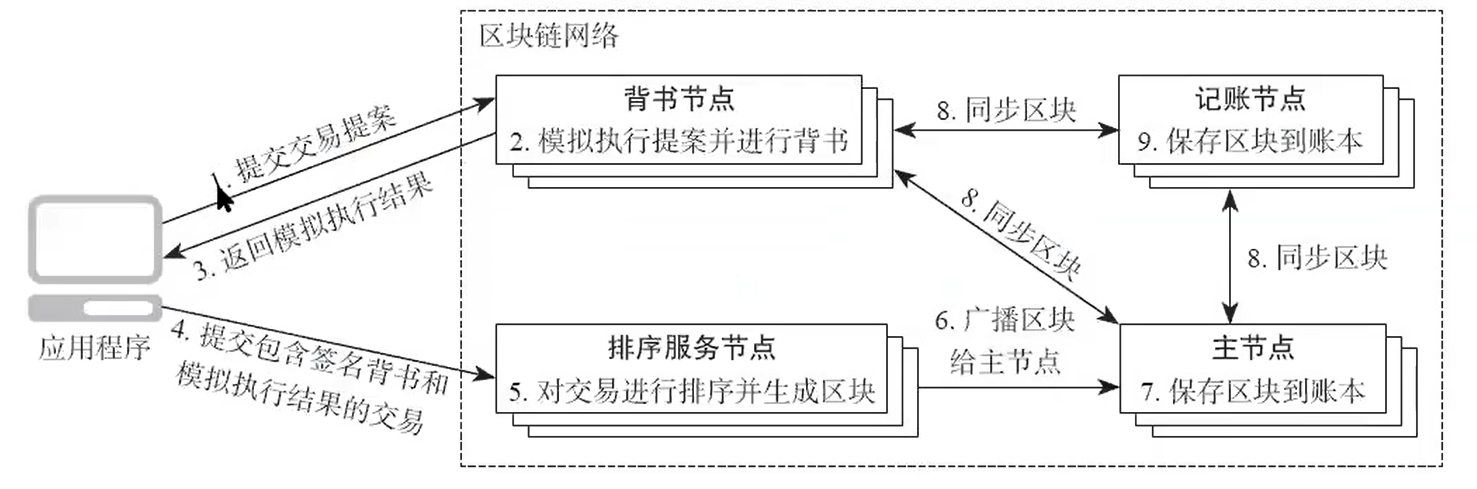 区块链网络
背书节点
2. 模拟执行提案并进行背书
8. 同步区块
记账节点
9. 保存区块到账本
1. 提交交易提案
3. 返回模拟执行结果
8. 同步区块
8. 同步区块
应用程序
4. 提交包含签名背书和
模拟执行结果的交易
排序服务节点
5. 对交易进行排序并生成区块
6. 广播区块
给主节点
主节点
7. 保存区块到账本